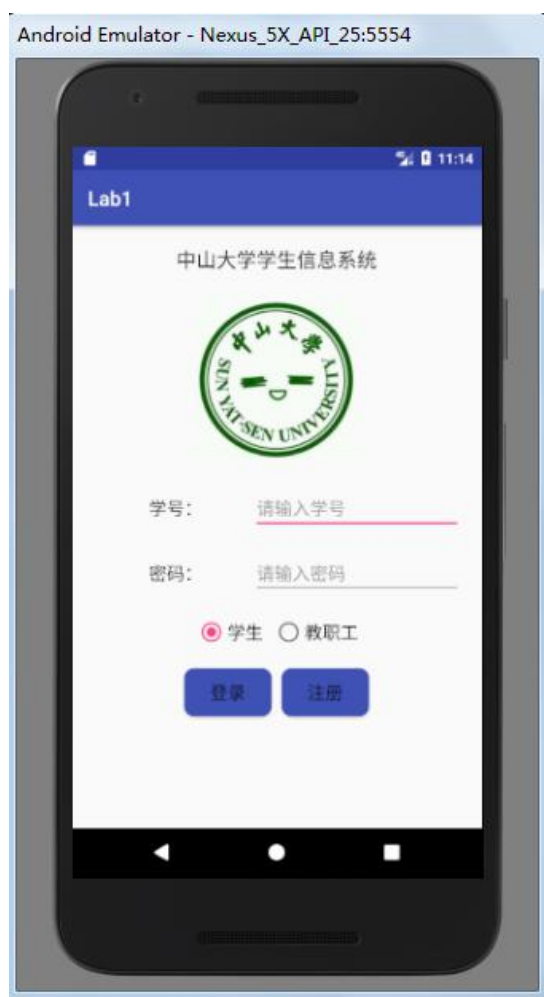 Android Emulator - Nexus_5X_API_25:5554
11:14
Lab1
中山大学学生信息系统
中山大學
SUN YAT-SEN UNIVERSITY
学号: 请输入学号
密码: 请输入密码
学生 教职工
登录 注册